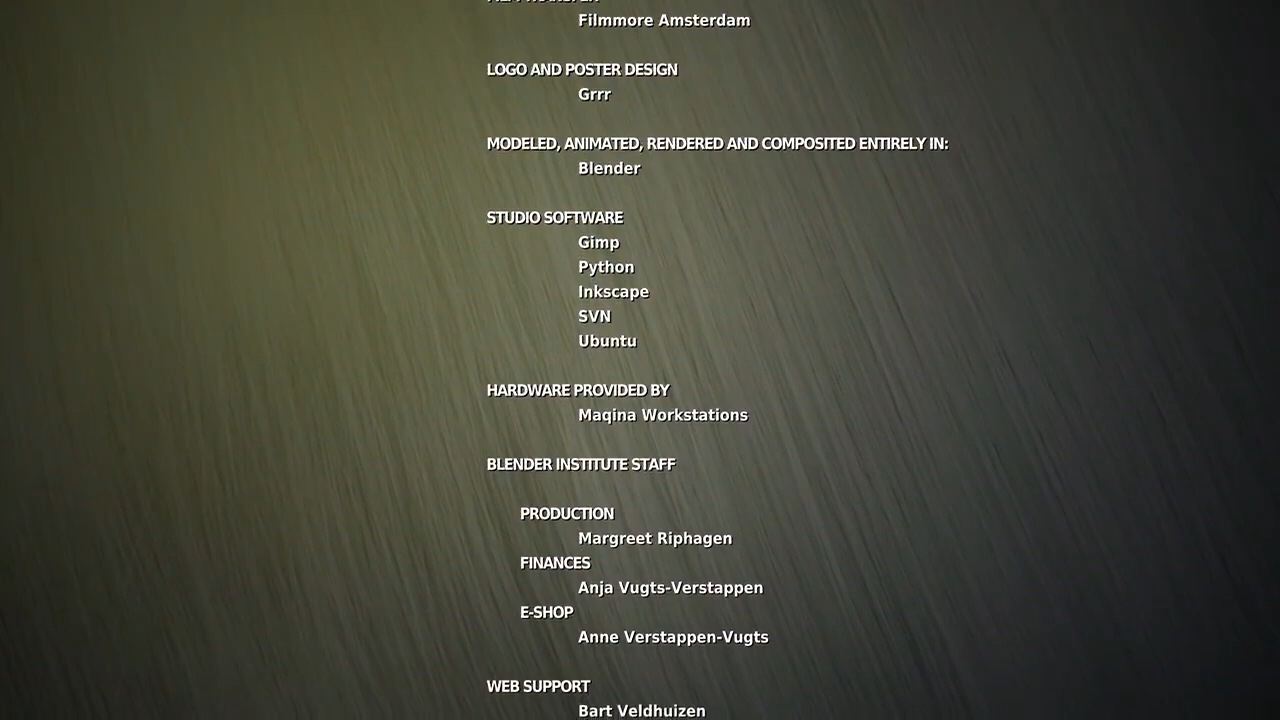 Filmmore Amsterdam
LOGO AND POSTER DESIGN
Grrr
MODELED, ANIMATED, RENDERED AND COMPOSITED ENTIRELY IN:
Blender
STUDIO SOFTWARE
Gimp
Python
Inkscape
SVN
Ubuntu
HARDWARE PROVIDED BY
Maqina Workstations
BLENDER INSTITUTE STAFF
PRODUCTION
Margreet Riphagen
FINANCES
Anja Vugts-Verstappen
E-SHOP
Anne Verstappen-Vugts
WEB SUPPORT
Bart Veldhuizen